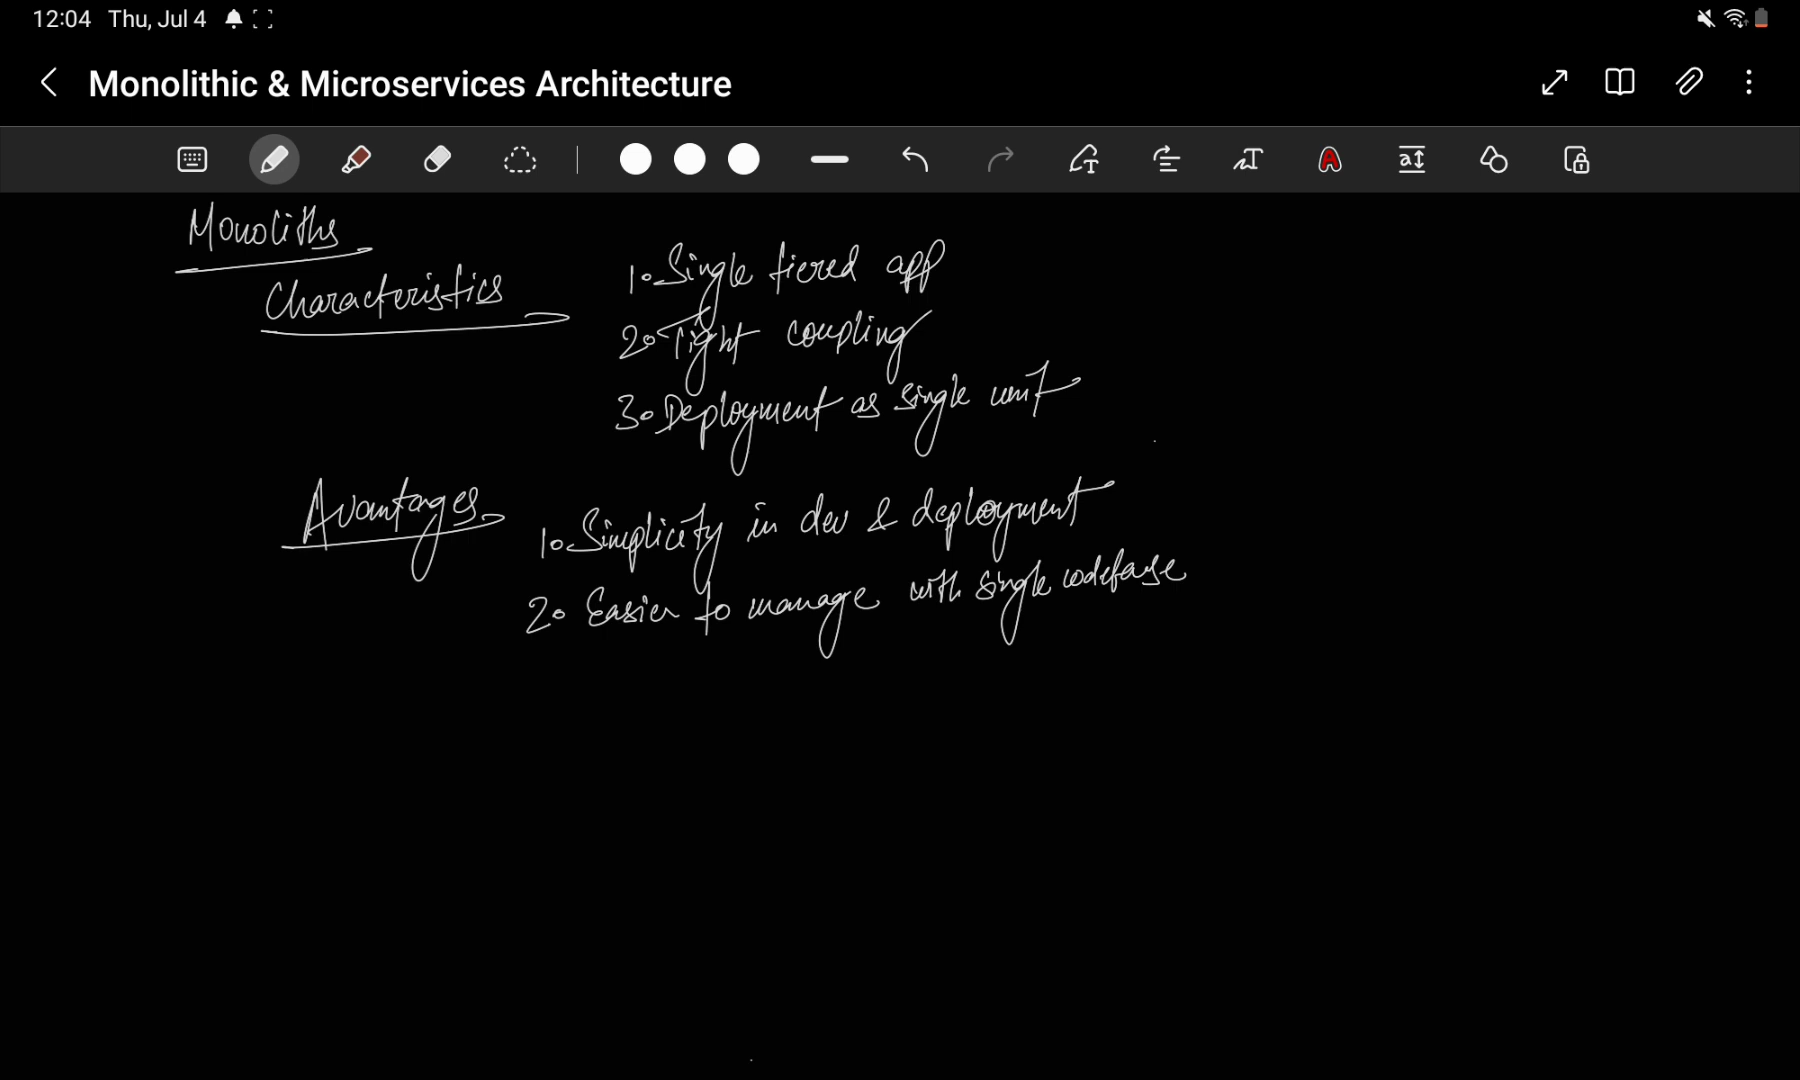 12:04 Thu, Jul 4
Monolithic & Microservices Architecture
Monoliths
Characteristics
1. Single tiered app
2. Tight coupling
3. Deployment as single unit
Avantages
1. Simplicity in dev & deployment
2. Easier to manage with single codebase